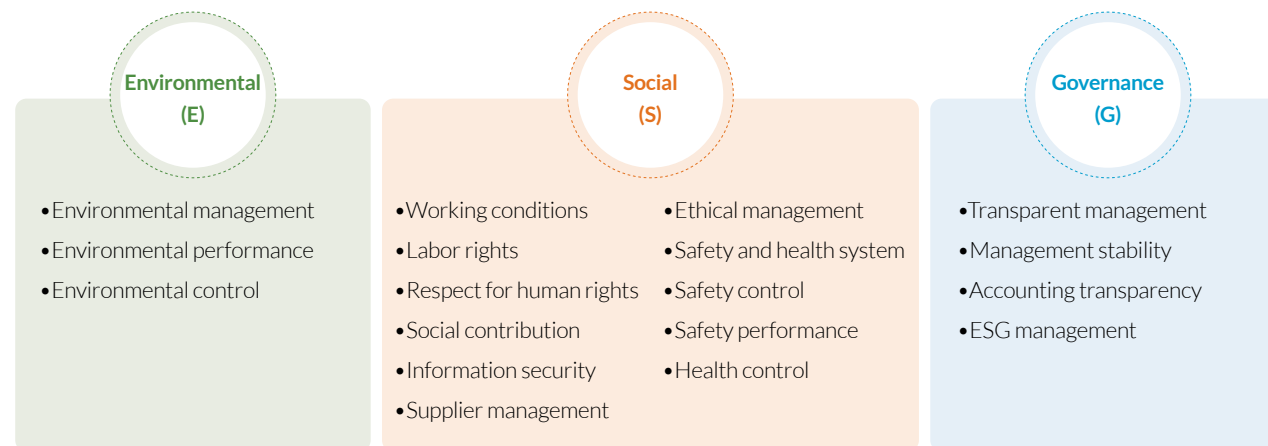 Environmental
(E)
•Environmental management
•Environmental performance
•Environmental control
Social
(S)
•Working conditions
•Labor rights
•Respect for human rights
•Social contribution
•Information security
•Supplier management
•Ethical management
•Safety and health system
•Safety control
•Safety performance
•Health control
Governance
(G)
•Transparent management
•Management stability
•Accounting transparency
•ESG management